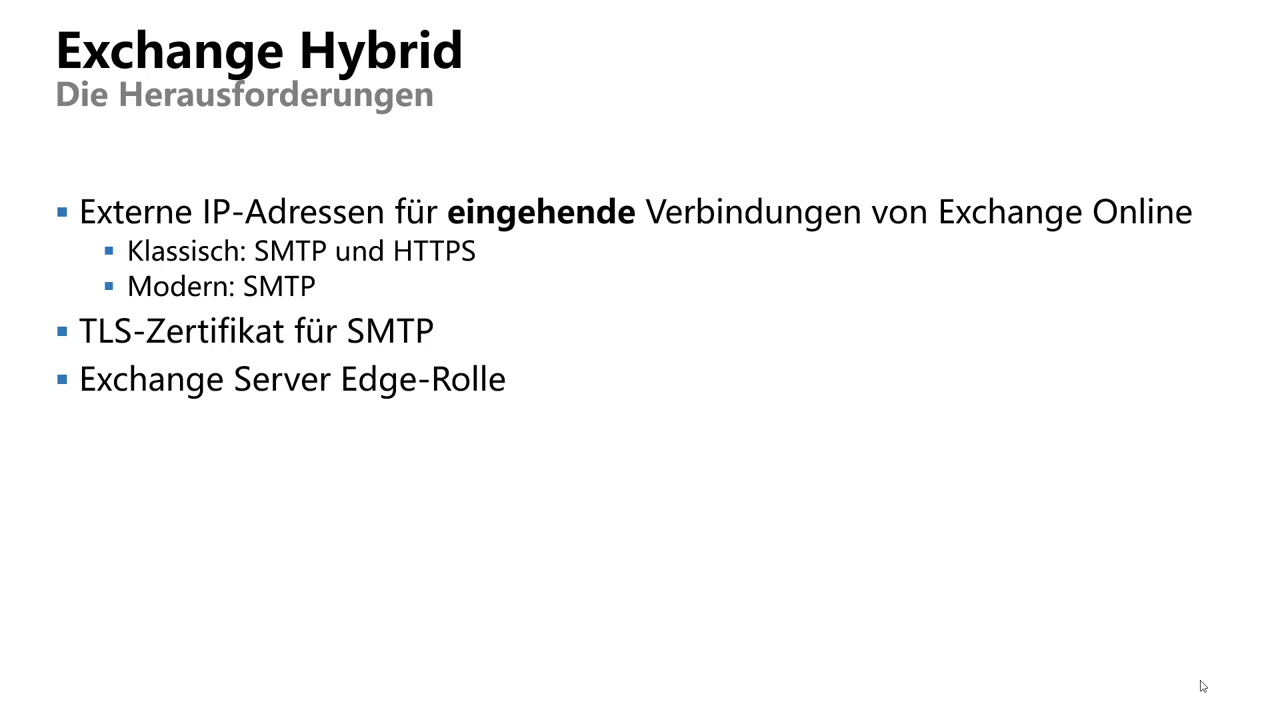 Exchange Hybrid
Die Herausforderungen
Externe IP-Adressen für eingehende Verbindungen von Exchange Online
Klassisch: SMTP und HTTPS
Modern: SMTP
TLS-Zertifikat für SMTP
Exchange Server Edge-Rolle